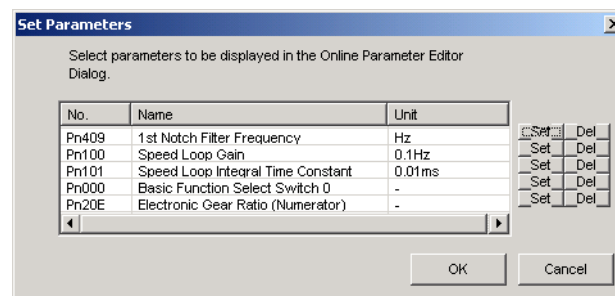 Set Parameters
Select parameters to be displayed in the Online Parameter Editor
Dialog.
No. Name Unit
Pn409 1st Notch Filter Frequency Hz Set Del
Pn100 Speed Loop Gain 0.1Hz Set Del
Pn101 Speed Loop Integral Time Constant 0.01ms Set Del
Pn000 Basic Function Select Switch 0 - Set Del
Pn20E Electronic Gear Ratio (Numerator) - Set Del
OK Cancel